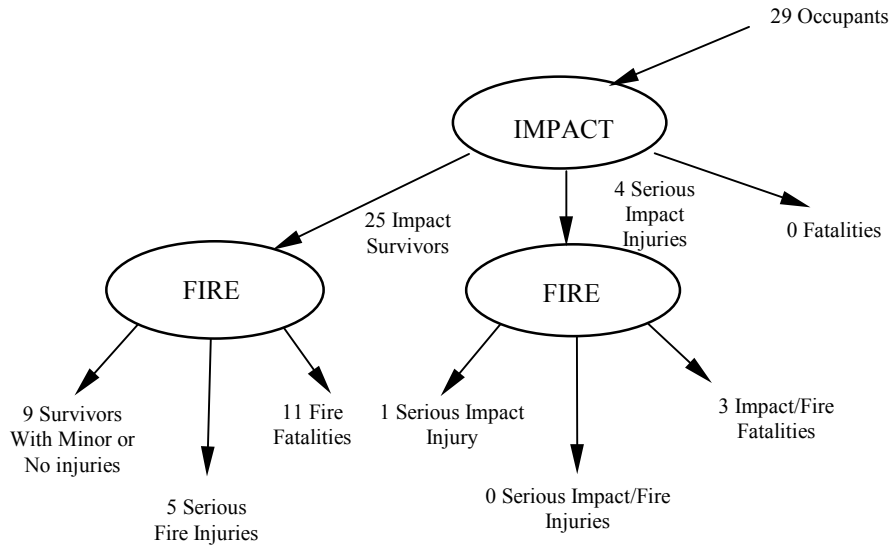 29 Occupants
IMPACT
25 Impact
Survivors
4 Serious
Impact
Injuries
0 Fatalities
FIRE
FIRE
9 Survivors
With Minor or
No injuries
11 Fire
Fatalities
1 Serious Impact
Injury
3 Impact/Fire
Fatalities
5 Serious
Fire Injuries
0 Serious Impact/Fire
Injuries